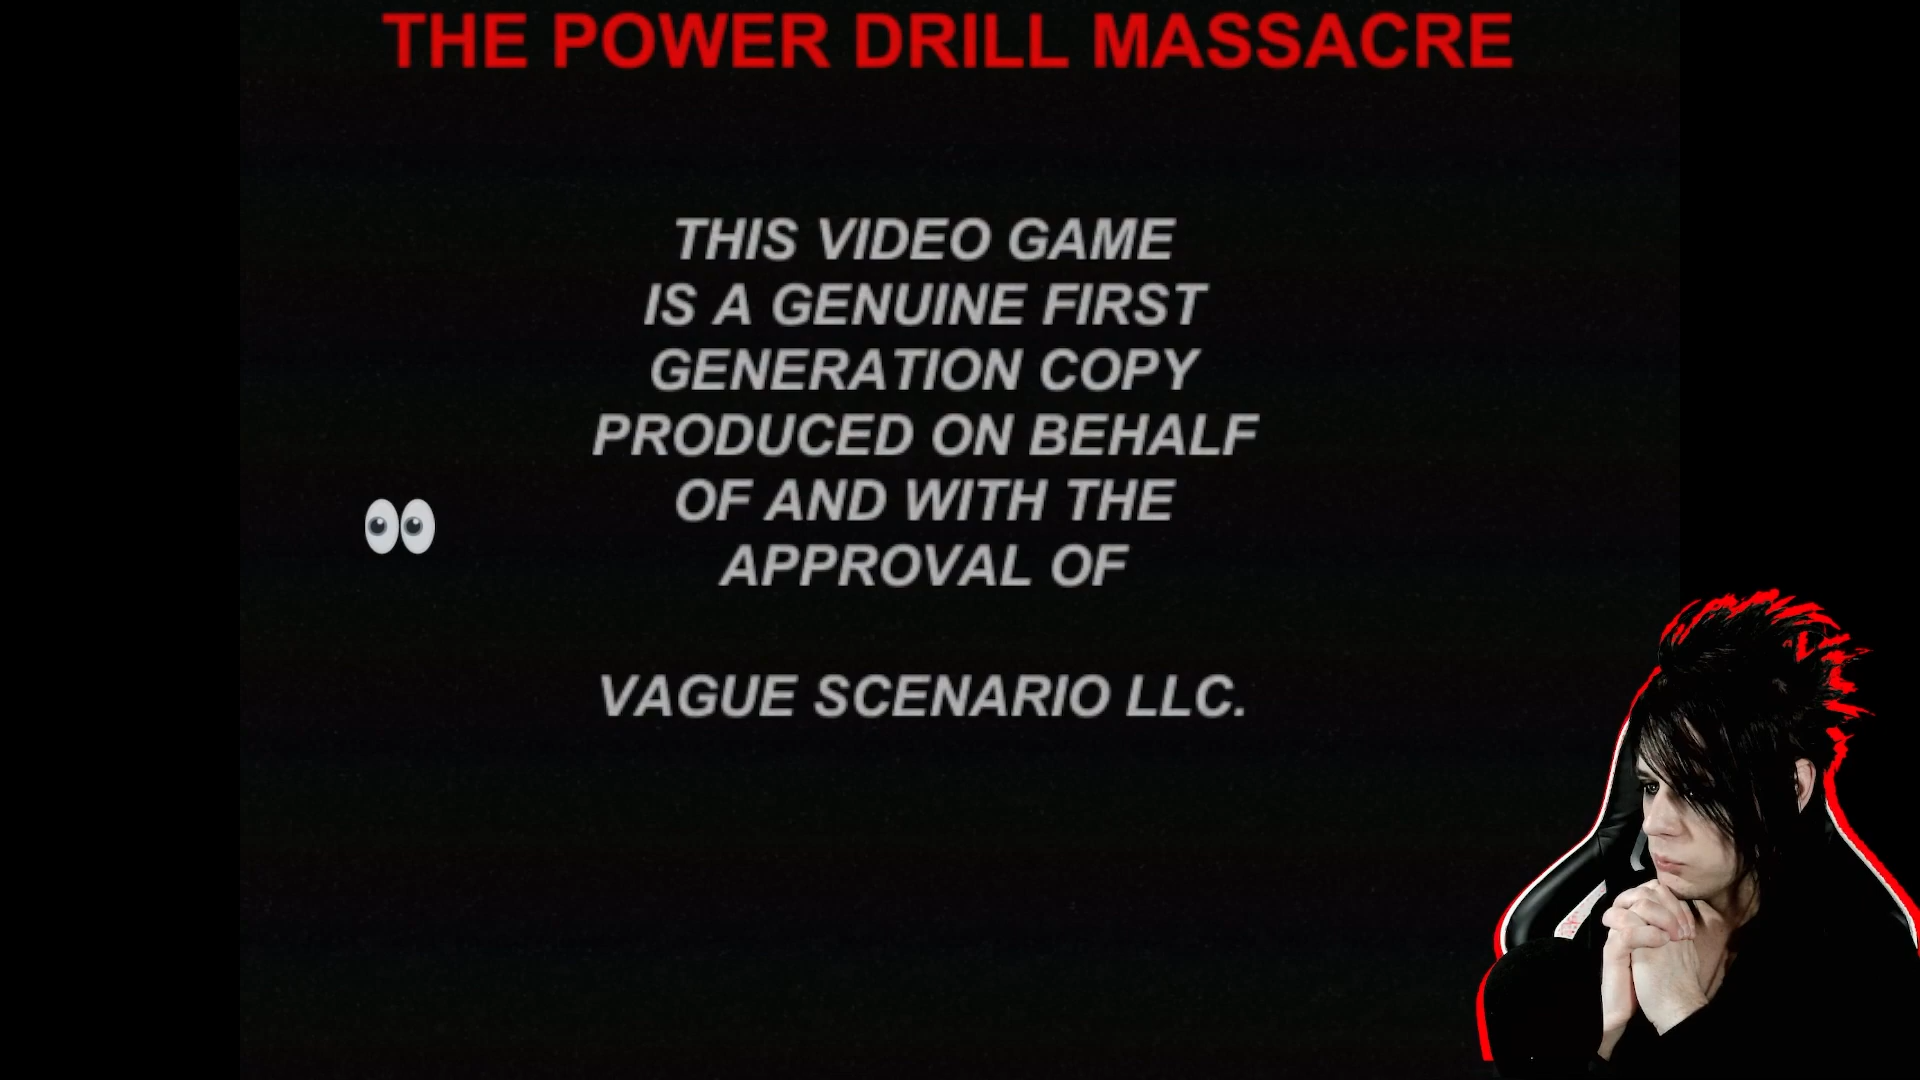 THE POWER DRILL MASSACRE
THIS VIDEO GAME
IS A GENUINE FIRST
GENERATION COPY
PRODUCED ON BEHALF
OF AND WITH THE
APPROVAL OF
VAGUE SCENARIO LLC.